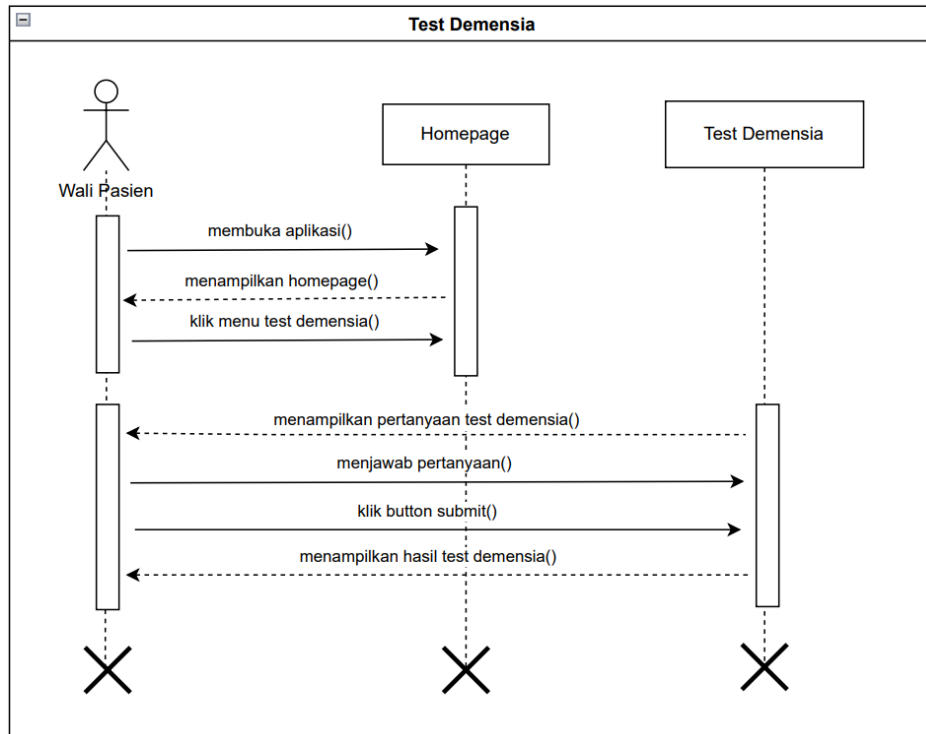 Test Demensia
Homepage
Test Demensia
Wali Pasien
membuka aplikasi()
menampilkan homepage()
klik menu test demensia()
menampilkan pertanyaan test demensia()
menjawab pertanyaan()
klik button submit()
menampilkan hasil test demensia()